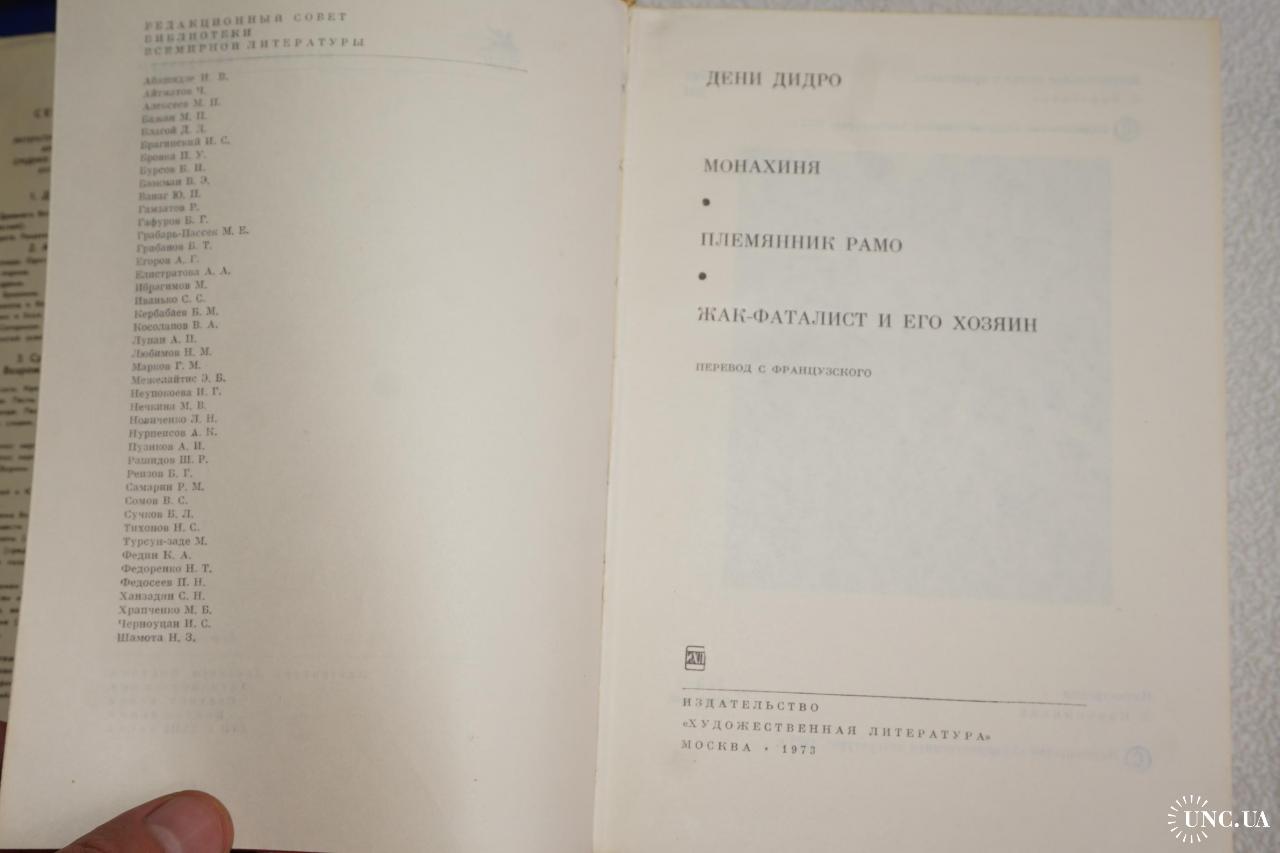 РЕДАКЦИОННЫЙ СОВЕТ
БИБЛИОТЕКИ
ВСЕМИРНОЙ ЛИТЕРАТУРЫ
Абашидзе И. В.
Айтматов Ч.
Алексеев М. П.
Бажан М. П.
Благой Д. Д.
Брагинский И. С.
Бровка П. У.
Бурсов Б. И.
Ванаг Ю. П.
Гамзатов Р.
Гафуров Б. Г.
Грабарь-Пассек М. Е.
Грибанов Б. Т.
Егоров А. Г.
Елистратова А. А.
Ибрагимов М.
Иванько С. С.
Кербабаев Б. М.
Косолапов В. А.
Лупан А. П.
Любимов Н. М.
Марков Г. М.
Межелайтис Э. Б.
Неупокоева И. Г.
Нечкина М. В.
Новиченко Л. Н.
Нурпеисов А. К.
Пузиков А. И.
Рашидов Ш. Р.
Реизов Б. Г.
Самарин Р. М.
Сомов В. С.
Сучков Б. Л.
Тихонов Н. С.
Турсун-заде М.
Федин К. А.
Федоренко Н. Т.
Федосеев П. Н.
Ханзадян С. Н.
Храпченко М. Б.
Черноуцан И. С.
Шамота Н. З.
ДЕНИ ДИДРО
МОНАХИНЯ
•
ПЛЕМЯННИК РАМО
•
ЖАК-ФАТАЛИСТ И ЕГО ХОЗЯИН
ПЕРЕВОД С ФРАНЦУЗСКОГО
ИЗДАТЕЛЬСТВО
«ХУДОЖЕСТВЕННАЯ ЛИТЕРАТУРА»
МОСКВА • 1973
UNC.UA